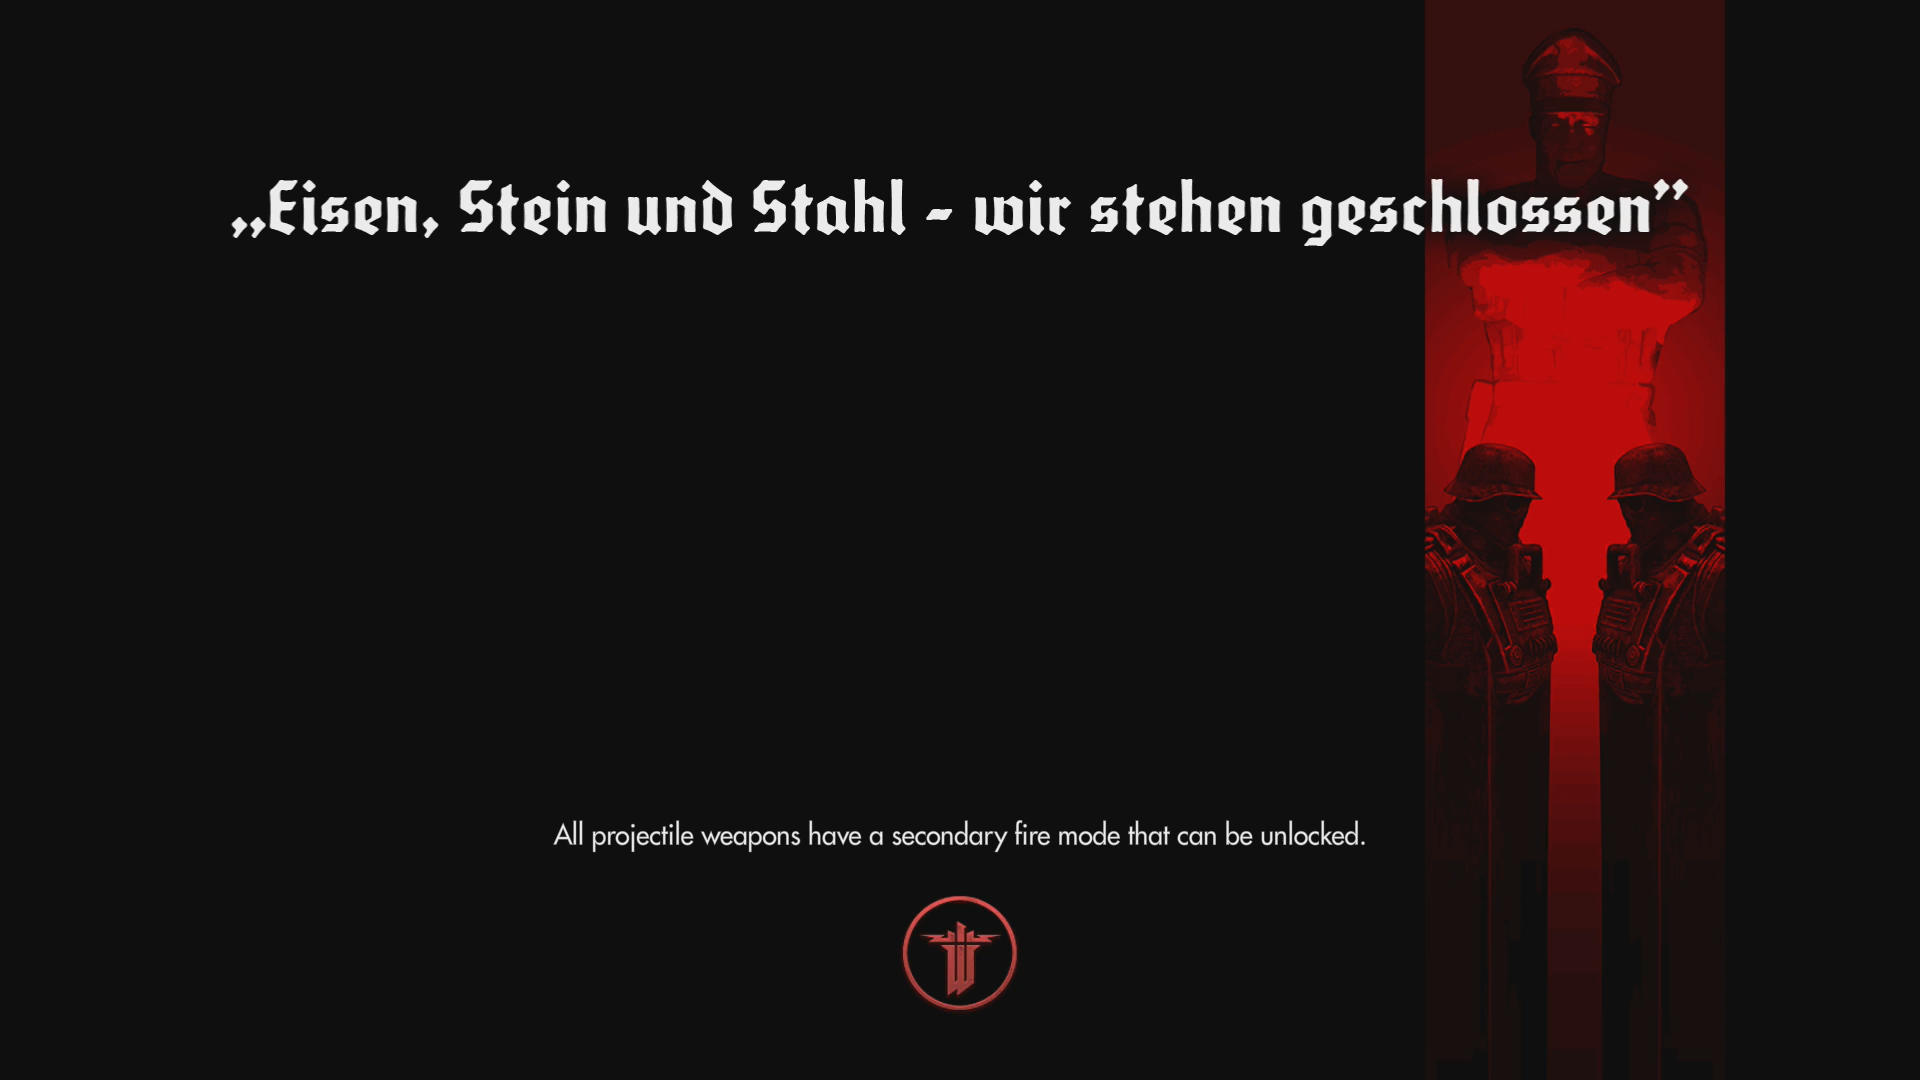 „Eisen, Stein und Stahl - wir stehen geschlossen”
All projectile weapons have a secondary fire mode that can be unlocked.